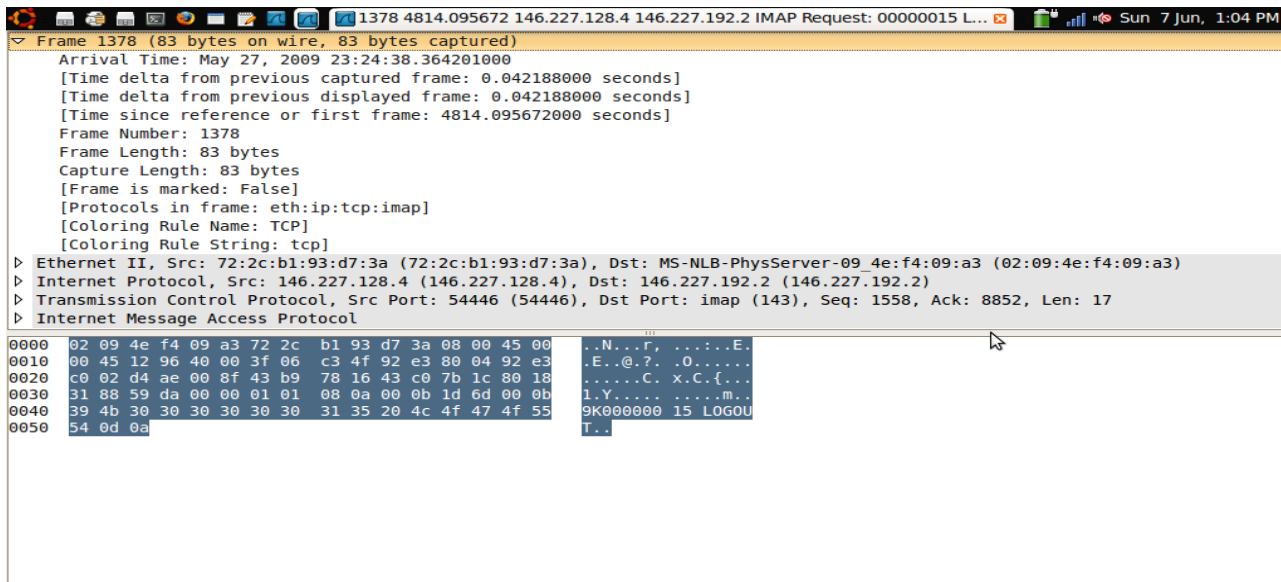 1378 4814.095672 146.227.128.4 146.227.192.2 IMAP Request: 00000015 L... Sun 7 Jun, 1:04 PM
Frame 1378 (83 bytes on wire, 83 bytes captured)
Arrival Time: May 27, 2009 23:24:38.364201000
[Time delta from previous captured frame: 0.042188000 seconds]
[Time delta from previous displayed frame: 0.042188000 seconds]
[Time since reference or first frame: 4814.095672000 seconds]
Frame Number: 1378
Frame Length: 83 bytes
Capture Length: 83 bytes
[Frame is marked: False]
[Protocols in frame: eth:ip:tcp:imap]
[Coloring Rule Name: TCP]
[Coloring Rule String: tcp]
Ethernet II, Src: 72:2c:b1:93:d7:3a (72:2c:b1:93:d7:3a), Dst: MS-NLB-PhysServer-09_4e:f4:09:a3 (02:09:4e:f4:09:a3)
Internet Protocol, Src: 146.227.128.4 (146.227.128.4), Dst: 146.227.192.2 (146.227.192.2)
Transmission Control Protocol, Src Port: 54446 (54446), Dst Port: imap (143), Seq: 1558, Ack: 8852, Len: 17
Internet Message Access Protocol
0000 02 09 4e f4 09 a3 72 2c b1 93 d7 3a 08 00 45 00 ..N...r, ...:..E.
0010 00 45 12 96 40 00 3f 06 c3 4f 92 e3 80 04 92 e3 .E..@.?. .O......
0020 c0 02 d4 ae 00 8f 43 b9 78 16 43 c0 7b 1c 80 18 ......C. x.C.{...
0030 31 88 59 da 00 00 01 01 08 0a 00 0b 1d 6d 00 0b 1.Y..... .....m..
0040 39 4b 30 30 30 30 30 30 31 35 20 4c 4f 47 4f 55 9K000000 15 LOGOU
0050 54 0d 0a T..